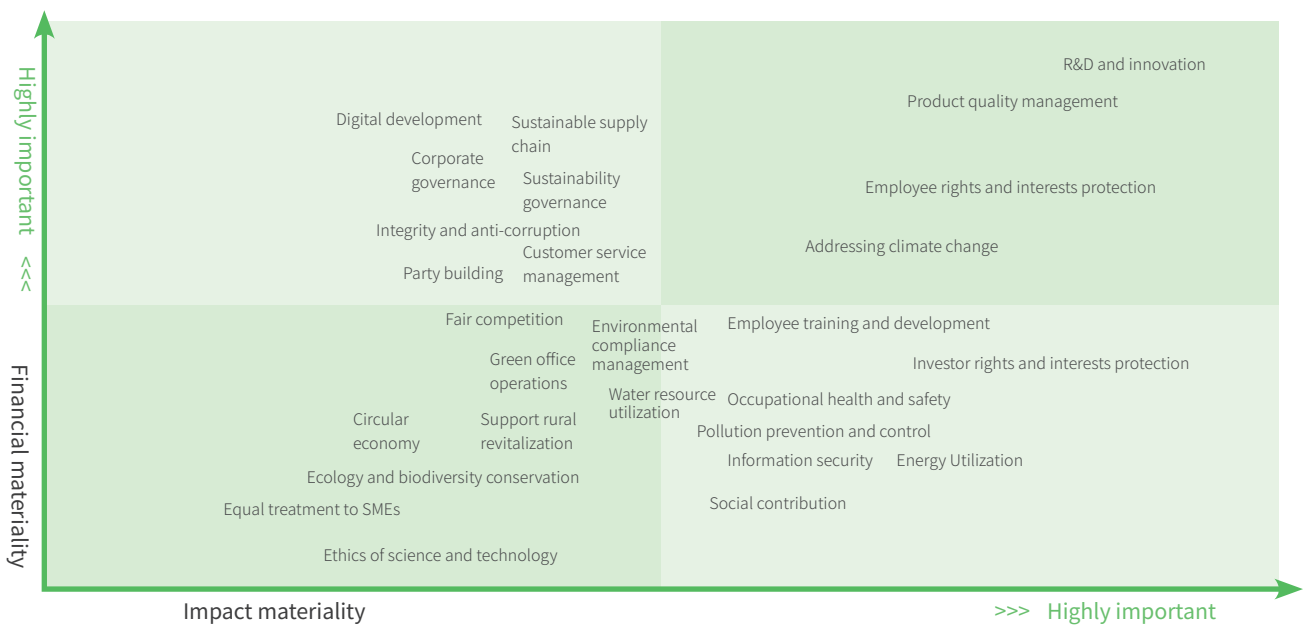 Highly important
<<<
Financial materiality
R&D and innovation
Product quality management
Digital development
Sustainable supply
chain
Corporate
governance
Sustainability
governance
Employee rights and interests protection
Integrity and anti-corruption
Customer service
management
Addressing climate change
Party building
Fair competition
Environmental
compliance
management
Employee training and development
Green office
operations
Investor rights and interests protection
Water resource
utilization
Occupational health and safety
Circular
economy
Support rural
revitalization
Pollution prevention and control
Information security
Energy Utilization
Ecology and biodiversity conservation
Social contribution
Equal treatment to SMEs
Ethics of science and technology
Impact materiality
>>> Highly important